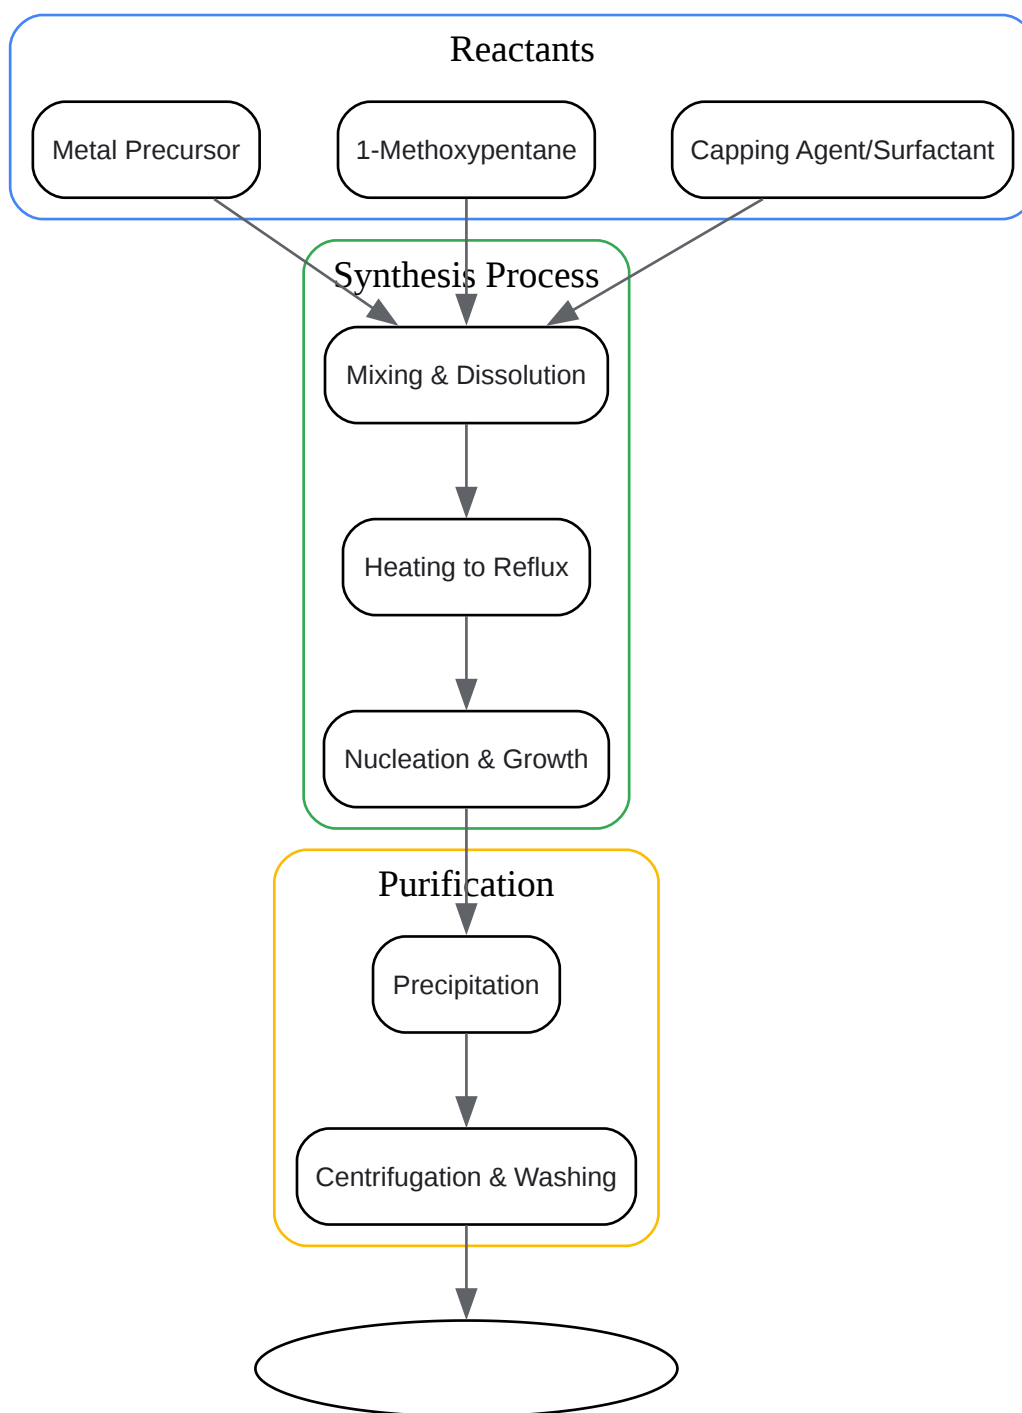 Reactants
Metal Precursor
1-Methoxypentane
Capping Agent/Surfactant
Synthesis Process
Mixing & Dissolution
Heating to Reflux
Nucleation & Growth
Purification
Precipitation
Centrifugation & Washing